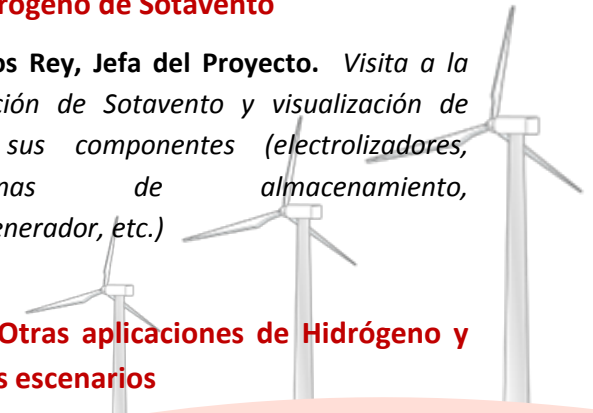 rógeno de Sotavento
os Rey, Jefa del Proyecto. Visita a la
ción de Sotavento y visualización de
sus componentes (electrolizadores,
mas de almacenamiento,
enerador, etc.)
Otras aplicaciones de Hidrógeno y
s escenarios